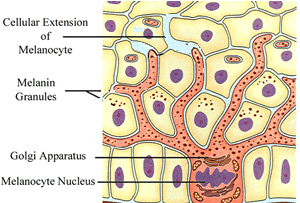 Cellular Extension
of
Melanocyte
Melanin
Granules
Golgi Apparatus
Melanocyte Nucleus